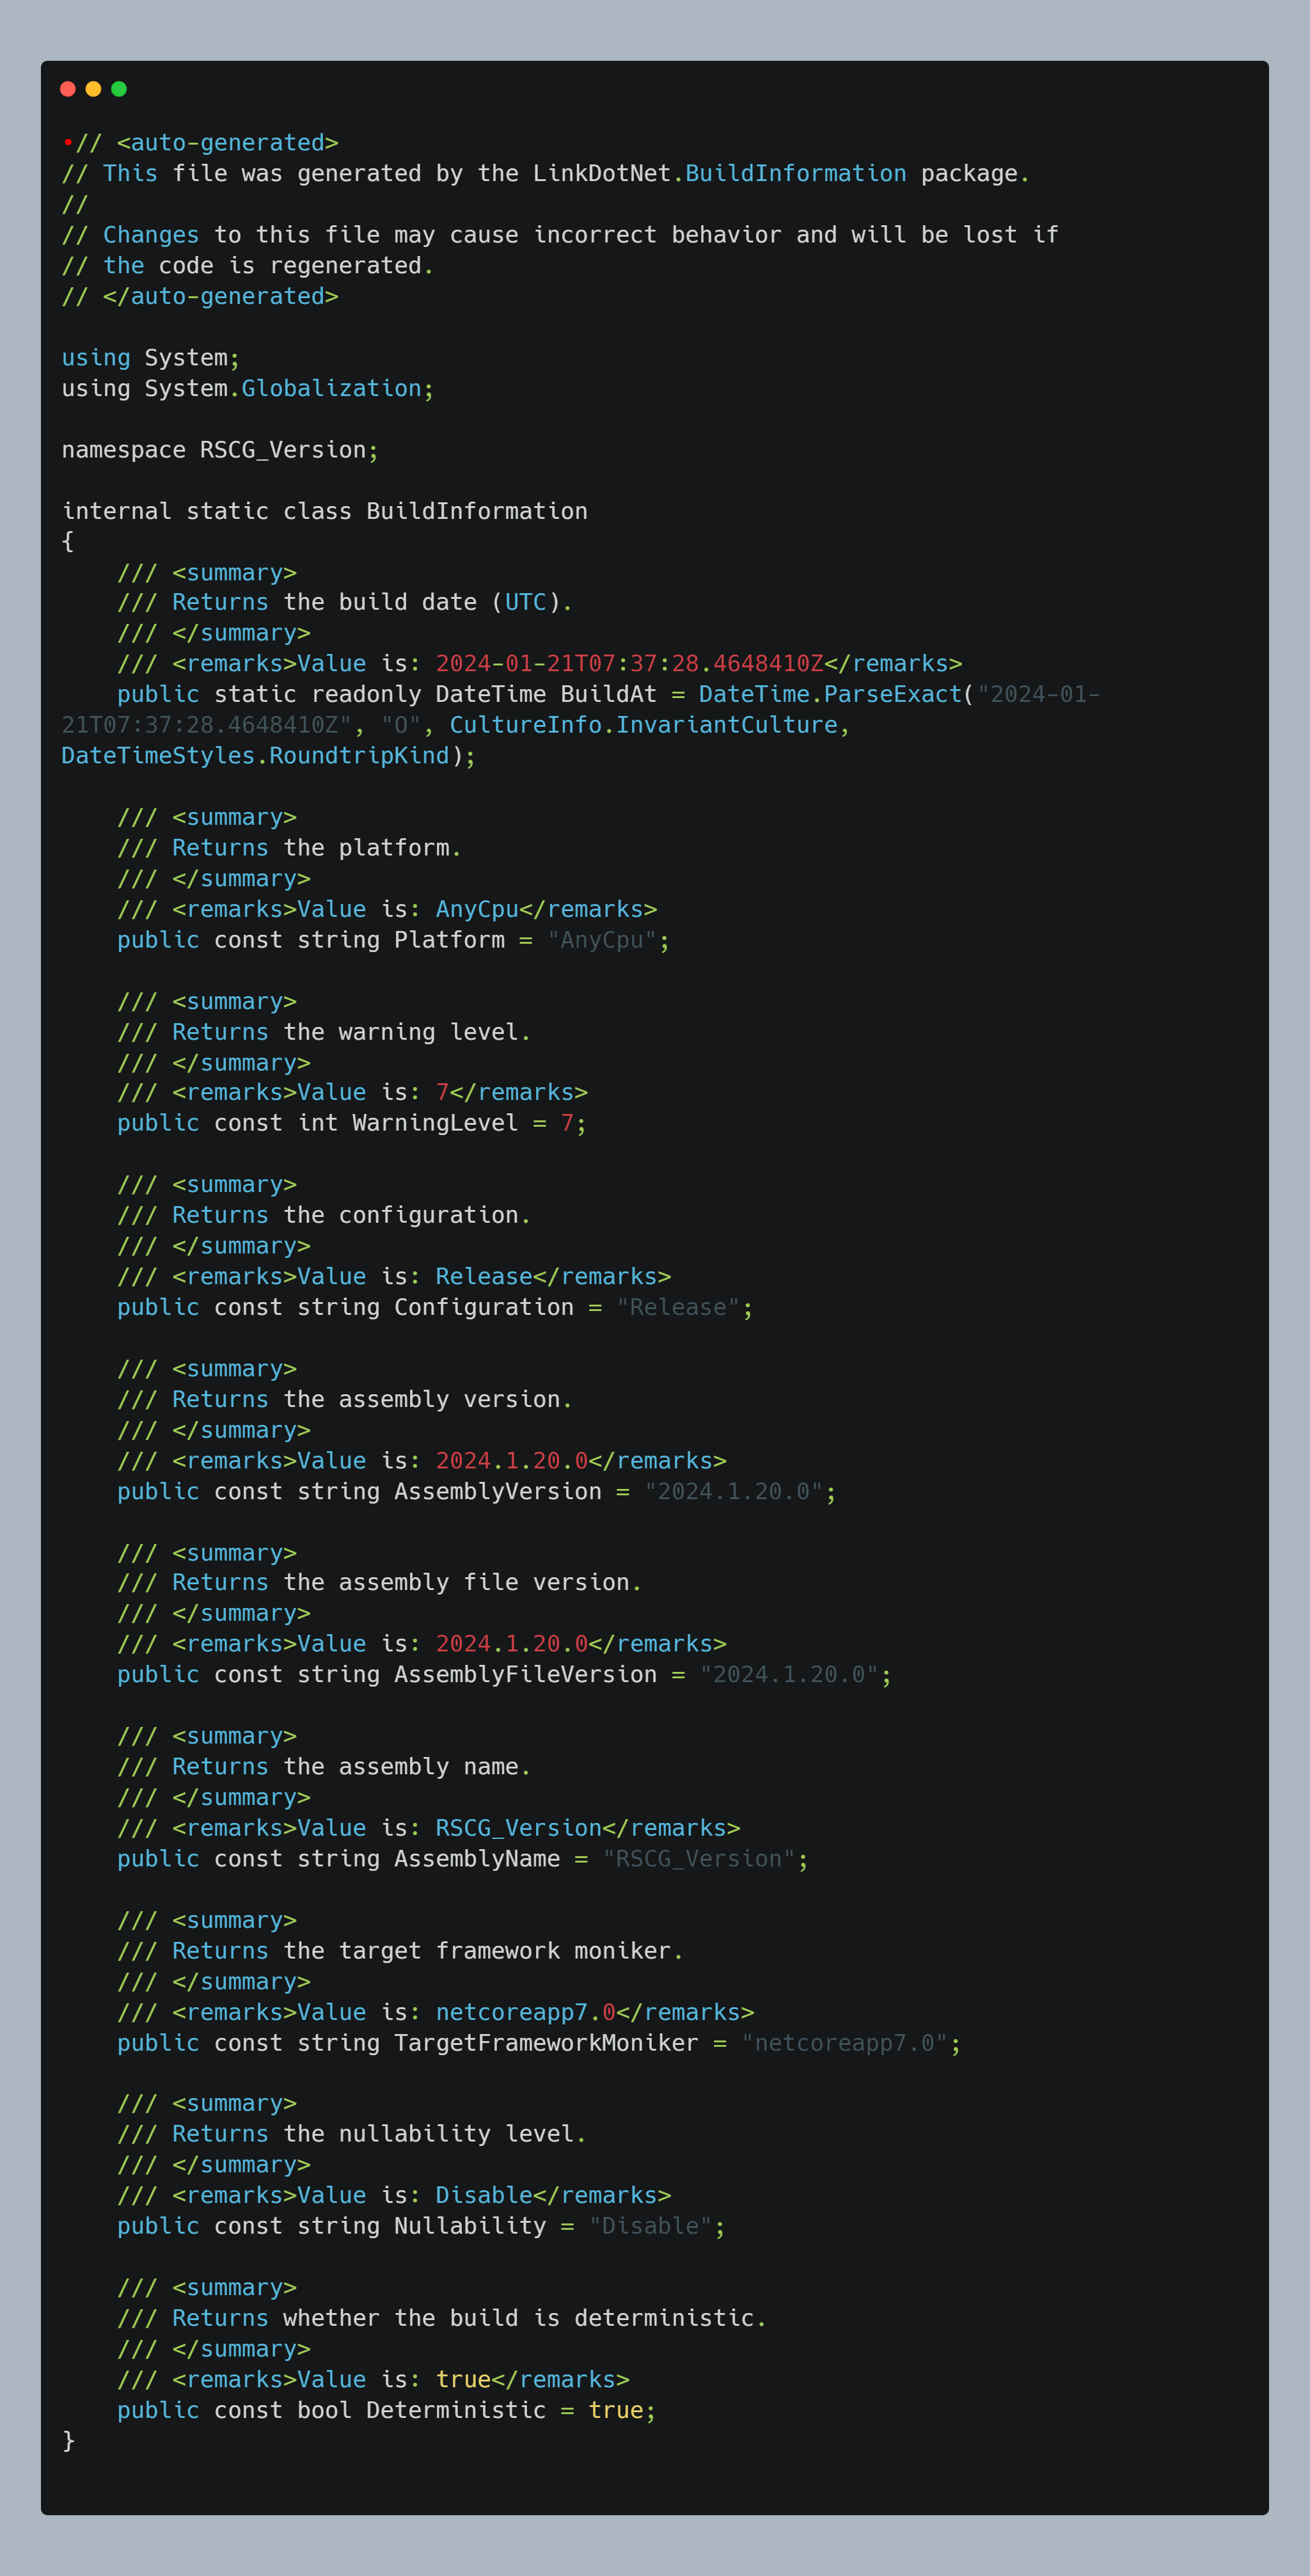 •// <auto-generated>
// This file was generated by the LinkDotNet.BuildInformation package.
//
// Changes to this file may cause incorrect behavior and will be lost if
// the code is regenerated.
// </auto-generated>

using System;
using System.Globalization;

namespace RSCG_Version;

internal static class BuildInformation
{
    /// <summary>
    /// Returns the build date (UTC).
    /// </summary>
    /// <remarks>Value is: 2024-01-21T07:37:28.4648410Z</remarks>
    public static readonly DateTime BuildAt = DateTime.ParseExact("2024-01-
21T07:37:28.4648410Z", "O", CultureInfo.InvariantCulture,
DateTimeStyles.RoundtripKind);

    /// <summary>
    /// Returns the platform.
    /// </summary>
    /// <remarks>Value is: AnyCpu</remarks>
    public const string Platform = "AnyCpu";

    /// <summary>
    /// Returns the warning level.
    /// </summary>
    /// <remarks>Value is: 7</remarks>
    public const int WarningLevel = 7;

    /// <summary>
    /// Returns the configuration.
    /// </summary>
    /// <remarks>Value is: Release</remarks>
    public const string Configuration = "Release";

    /// <summary>
    /// Returns the assembly version.
    /// </summary>
    /// <remarks>Value is: 2024.1.20.0</remarks>
    public const string AssemblyVersion = "2024.1.20.0";

    /// <summary>
    /// Returns the assembly file version.
    /// </summary>
    /// <remarks>Value is: 2024.1.20.0</remarks>
    public const string AssemblyFileVersion = "2024.1.20.0";

    /// <summary>
    /// Returns the assembly name.
    /// </summary>
    /// <remarks>Value is: RSCG_Version</remarks>
    public const string AssemblyName = "RSCG_Version";

    /// <summary>
    /// Returns the target framework moniker.
    /// </summary>
    /// <remarks>Value is: netcoreapp7.0</remarks>
    public const string TargetFrameworkMoniker = "netcoreapp7.0";

    /// <summary>
    /// Returns the nullability level.
    /// </summary>
    /// <remarks>Value is: Disable</remarks>
    public const string Nullability = "Disable";

    /// <summary>
    /// Returns whether the build is deterministic.
    /// </summary>
    /// <remarks>Value is: true</remarks>
    public const bool Deterministic = true;
}